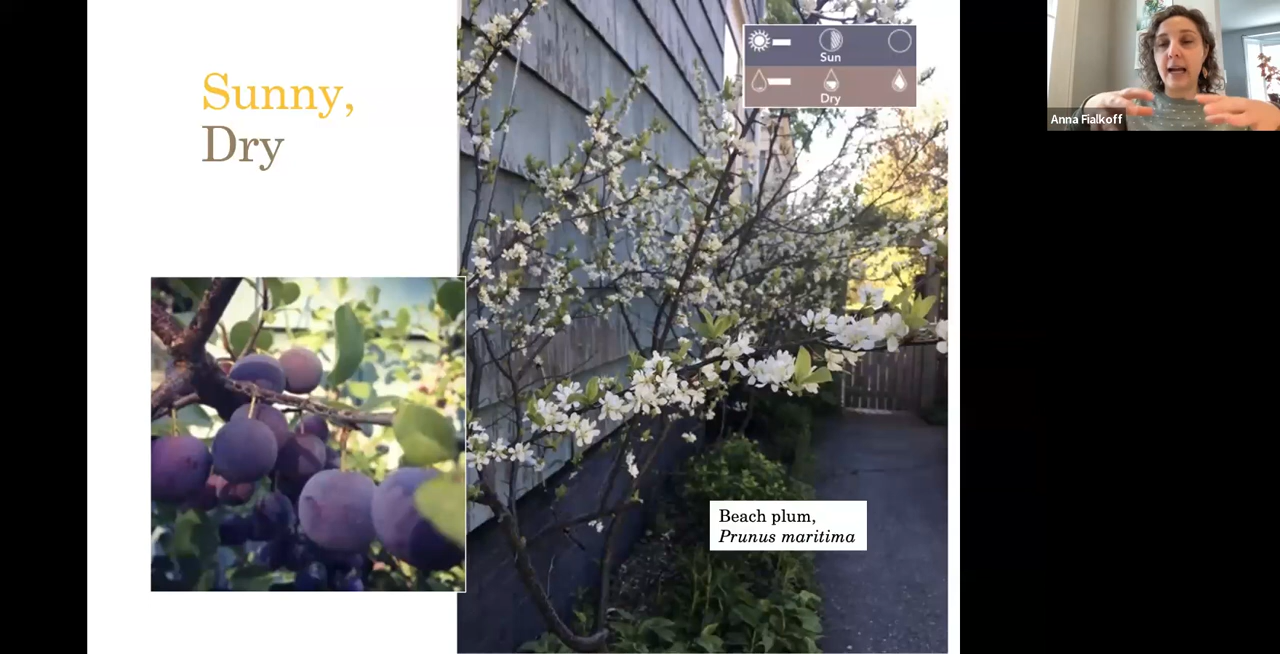 Sunny,
Dry
Sun
Dry
Beach plum,
Prunus maritima
Anna Fialkoff